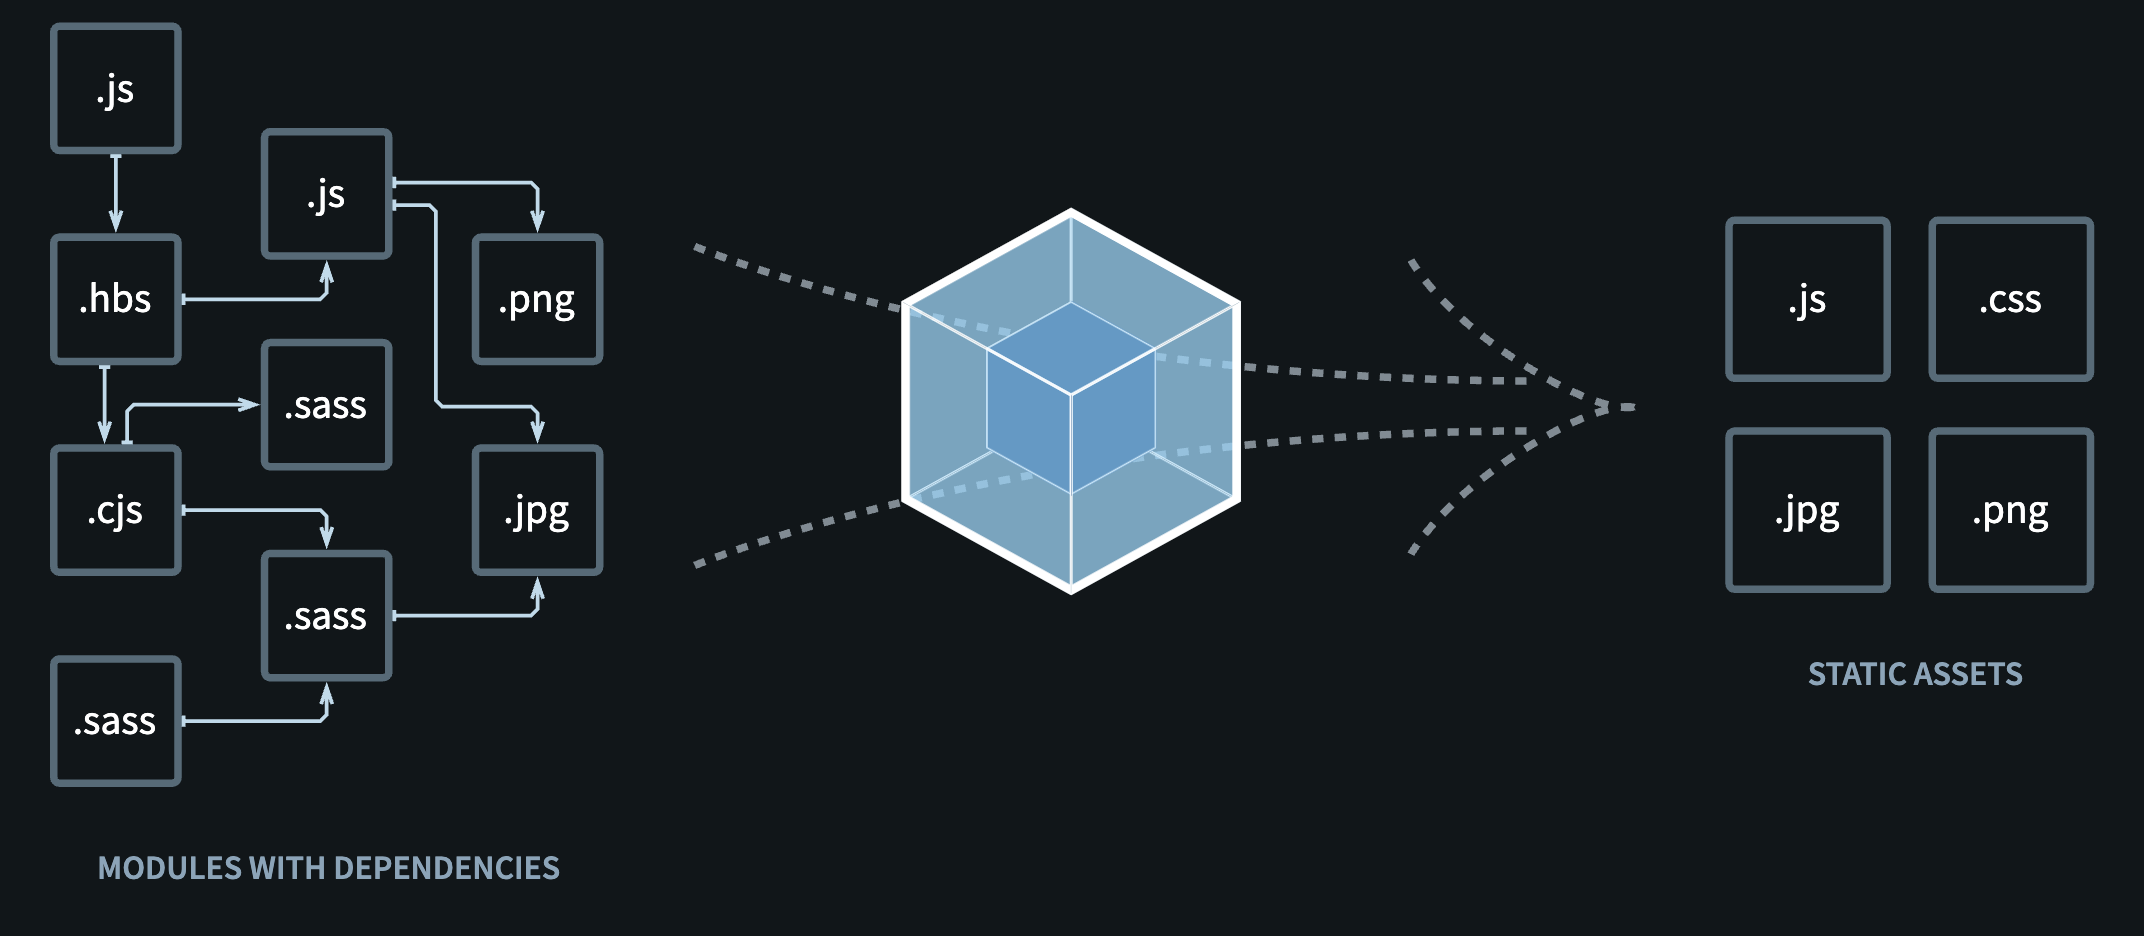 .js
.js
.hbs
.png
.sass
.cjs
.jpg
.sass
.sass
MODULES WITH DEPENDENCIES
.js
.css
.jpg
.png
STATIC ASSETS